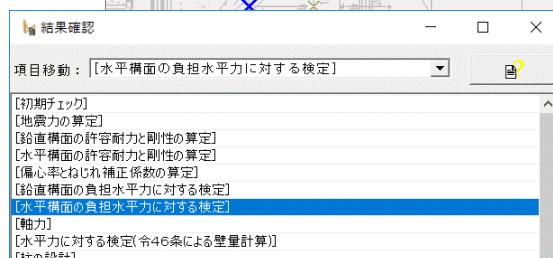 結果確認
項目移動： [水平構面の負担水平力に対する検定]
[初期チェック]
[地震力の算定]
[鉛直構面の許容耐力と剛性の算定]
[水平構面の許容耐力と剛性の算定]
[偏心率とねじれ補正係数の算定]
[鉛直構面の負担水平力に対する検定]
[水平構面の負担水平力に対する検定]
[軸力]
[水平力に対する検定(令46条による壁量計算)]
[柱の設計]